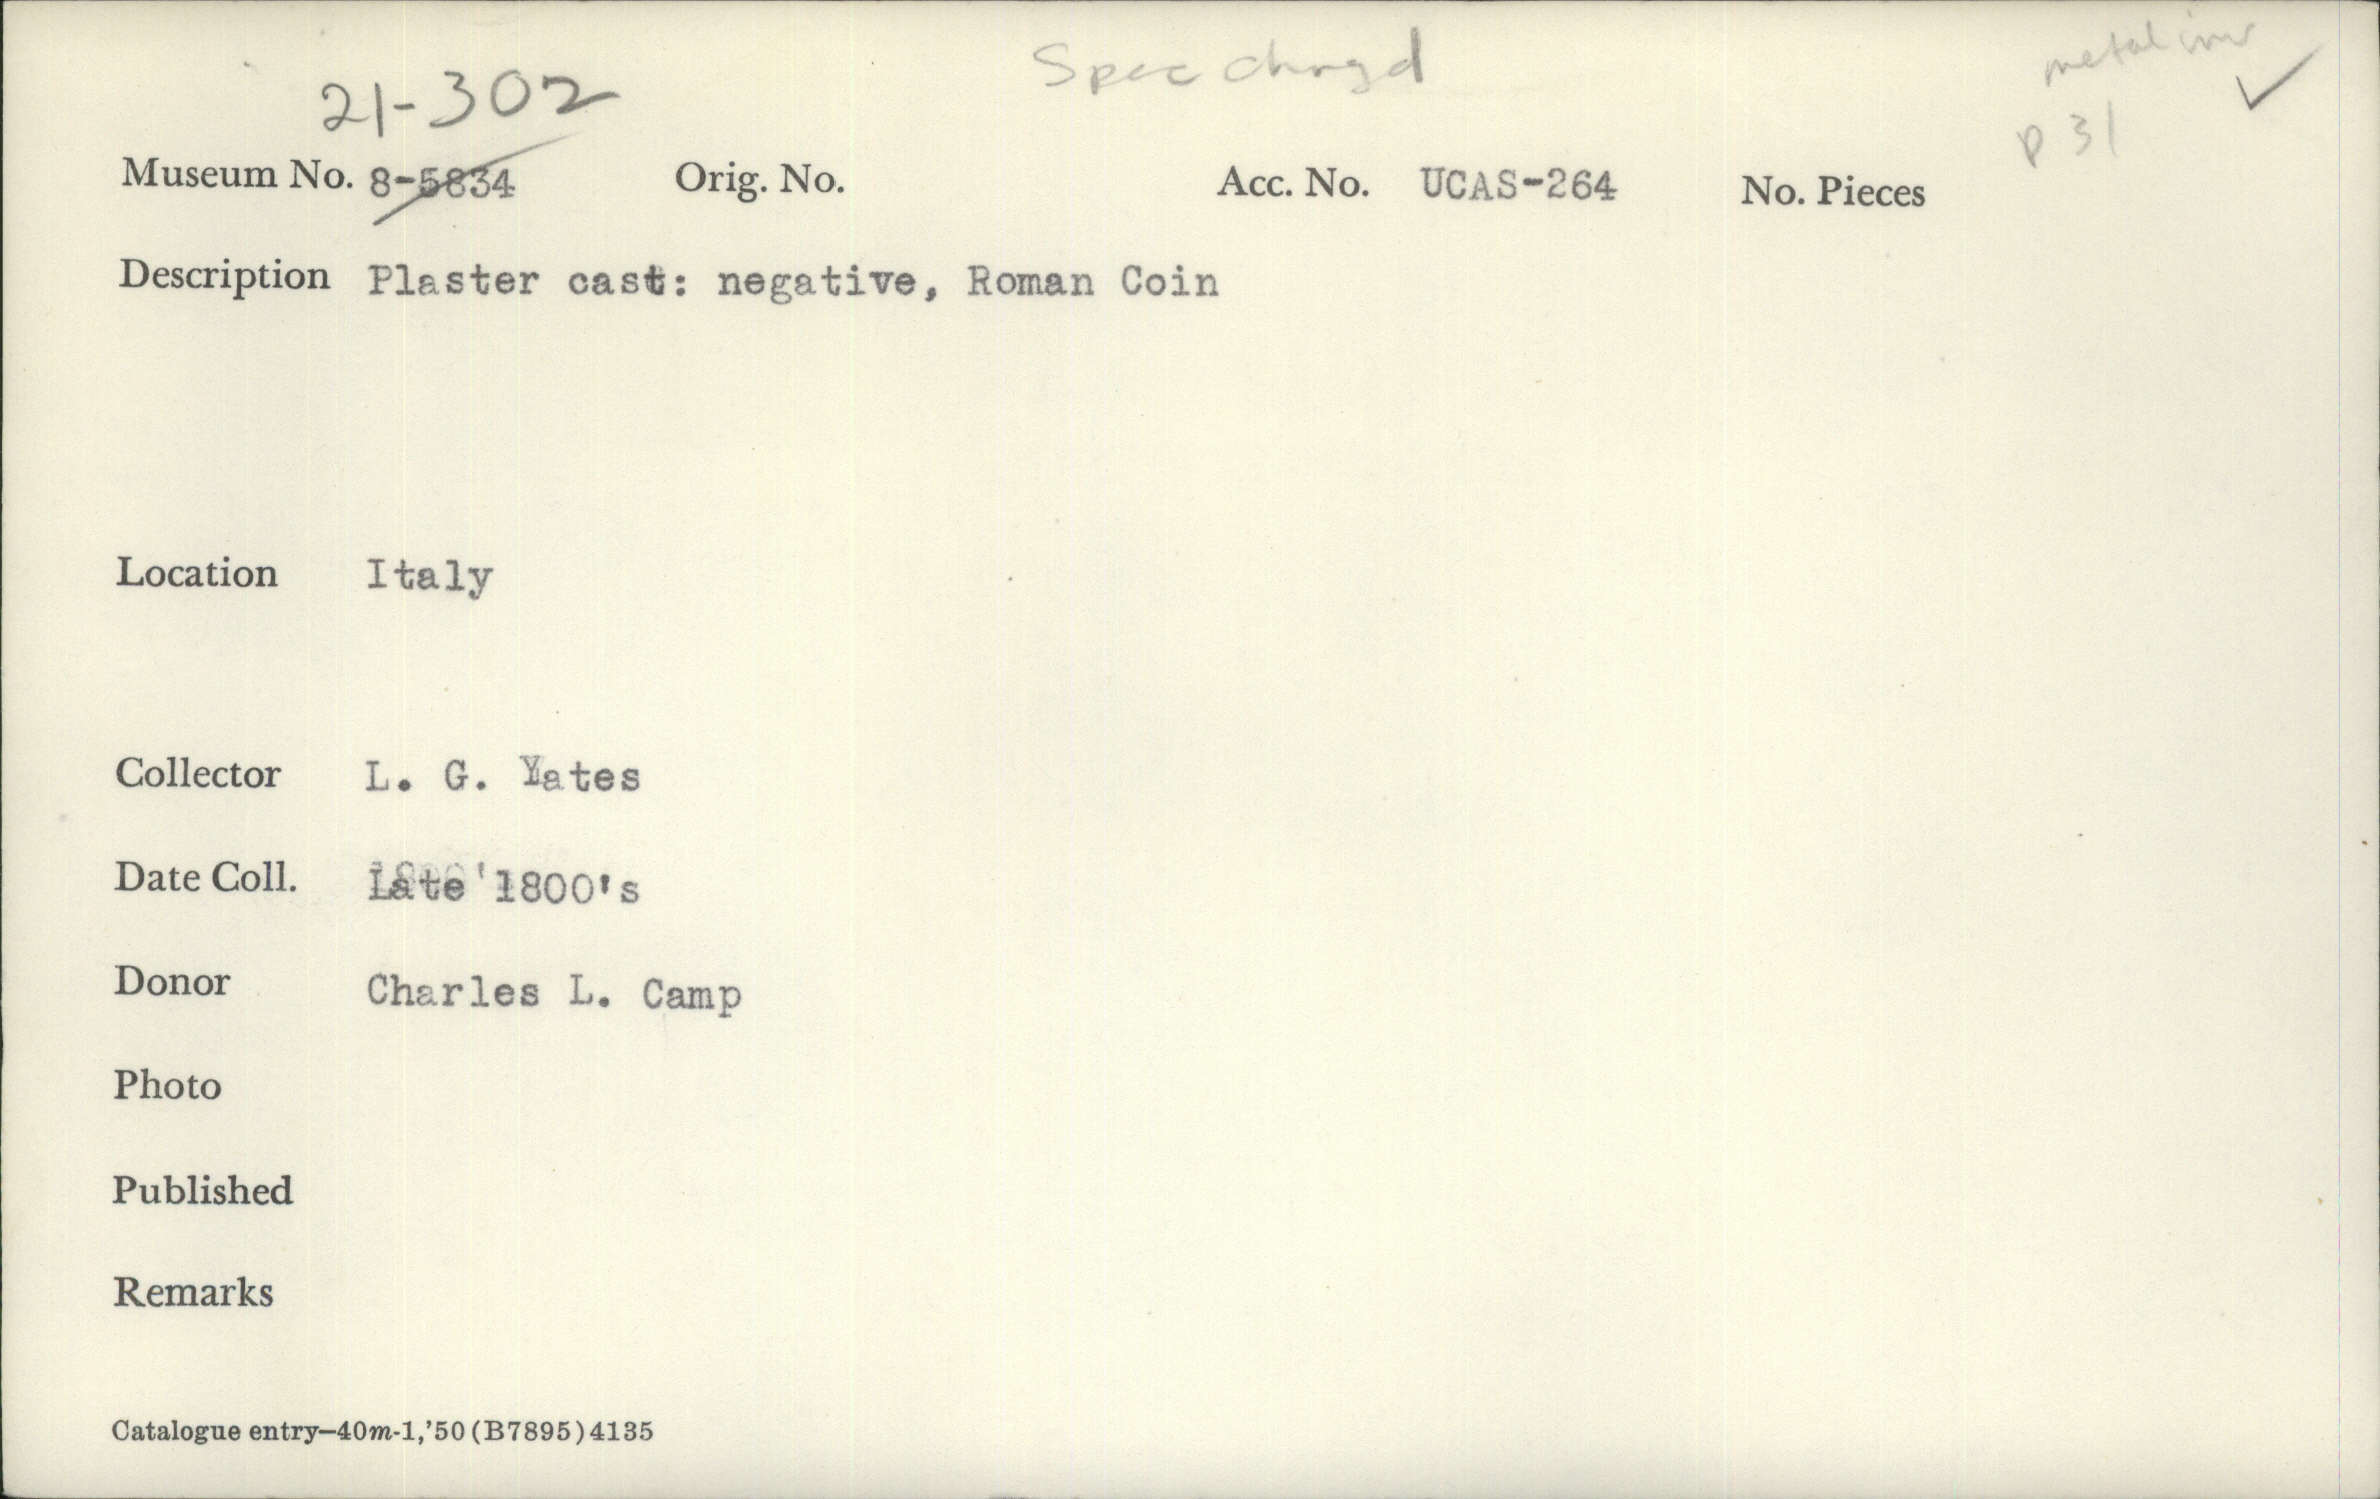 Spec chngd
metal inv ✓
21-302
p 31
Museum No. 8-5834 Orig. No. Acc. No. UCAS-264 No. Pieces
Description Plaster cast: negative, Roman Coin
Location Italy
Collector L. G. Yates
Date Coll. Late 1800's
Donor Charles L. Camp
Photo
Published
Remarks
Catalogue entry—40m-1,'50(B7895)4135